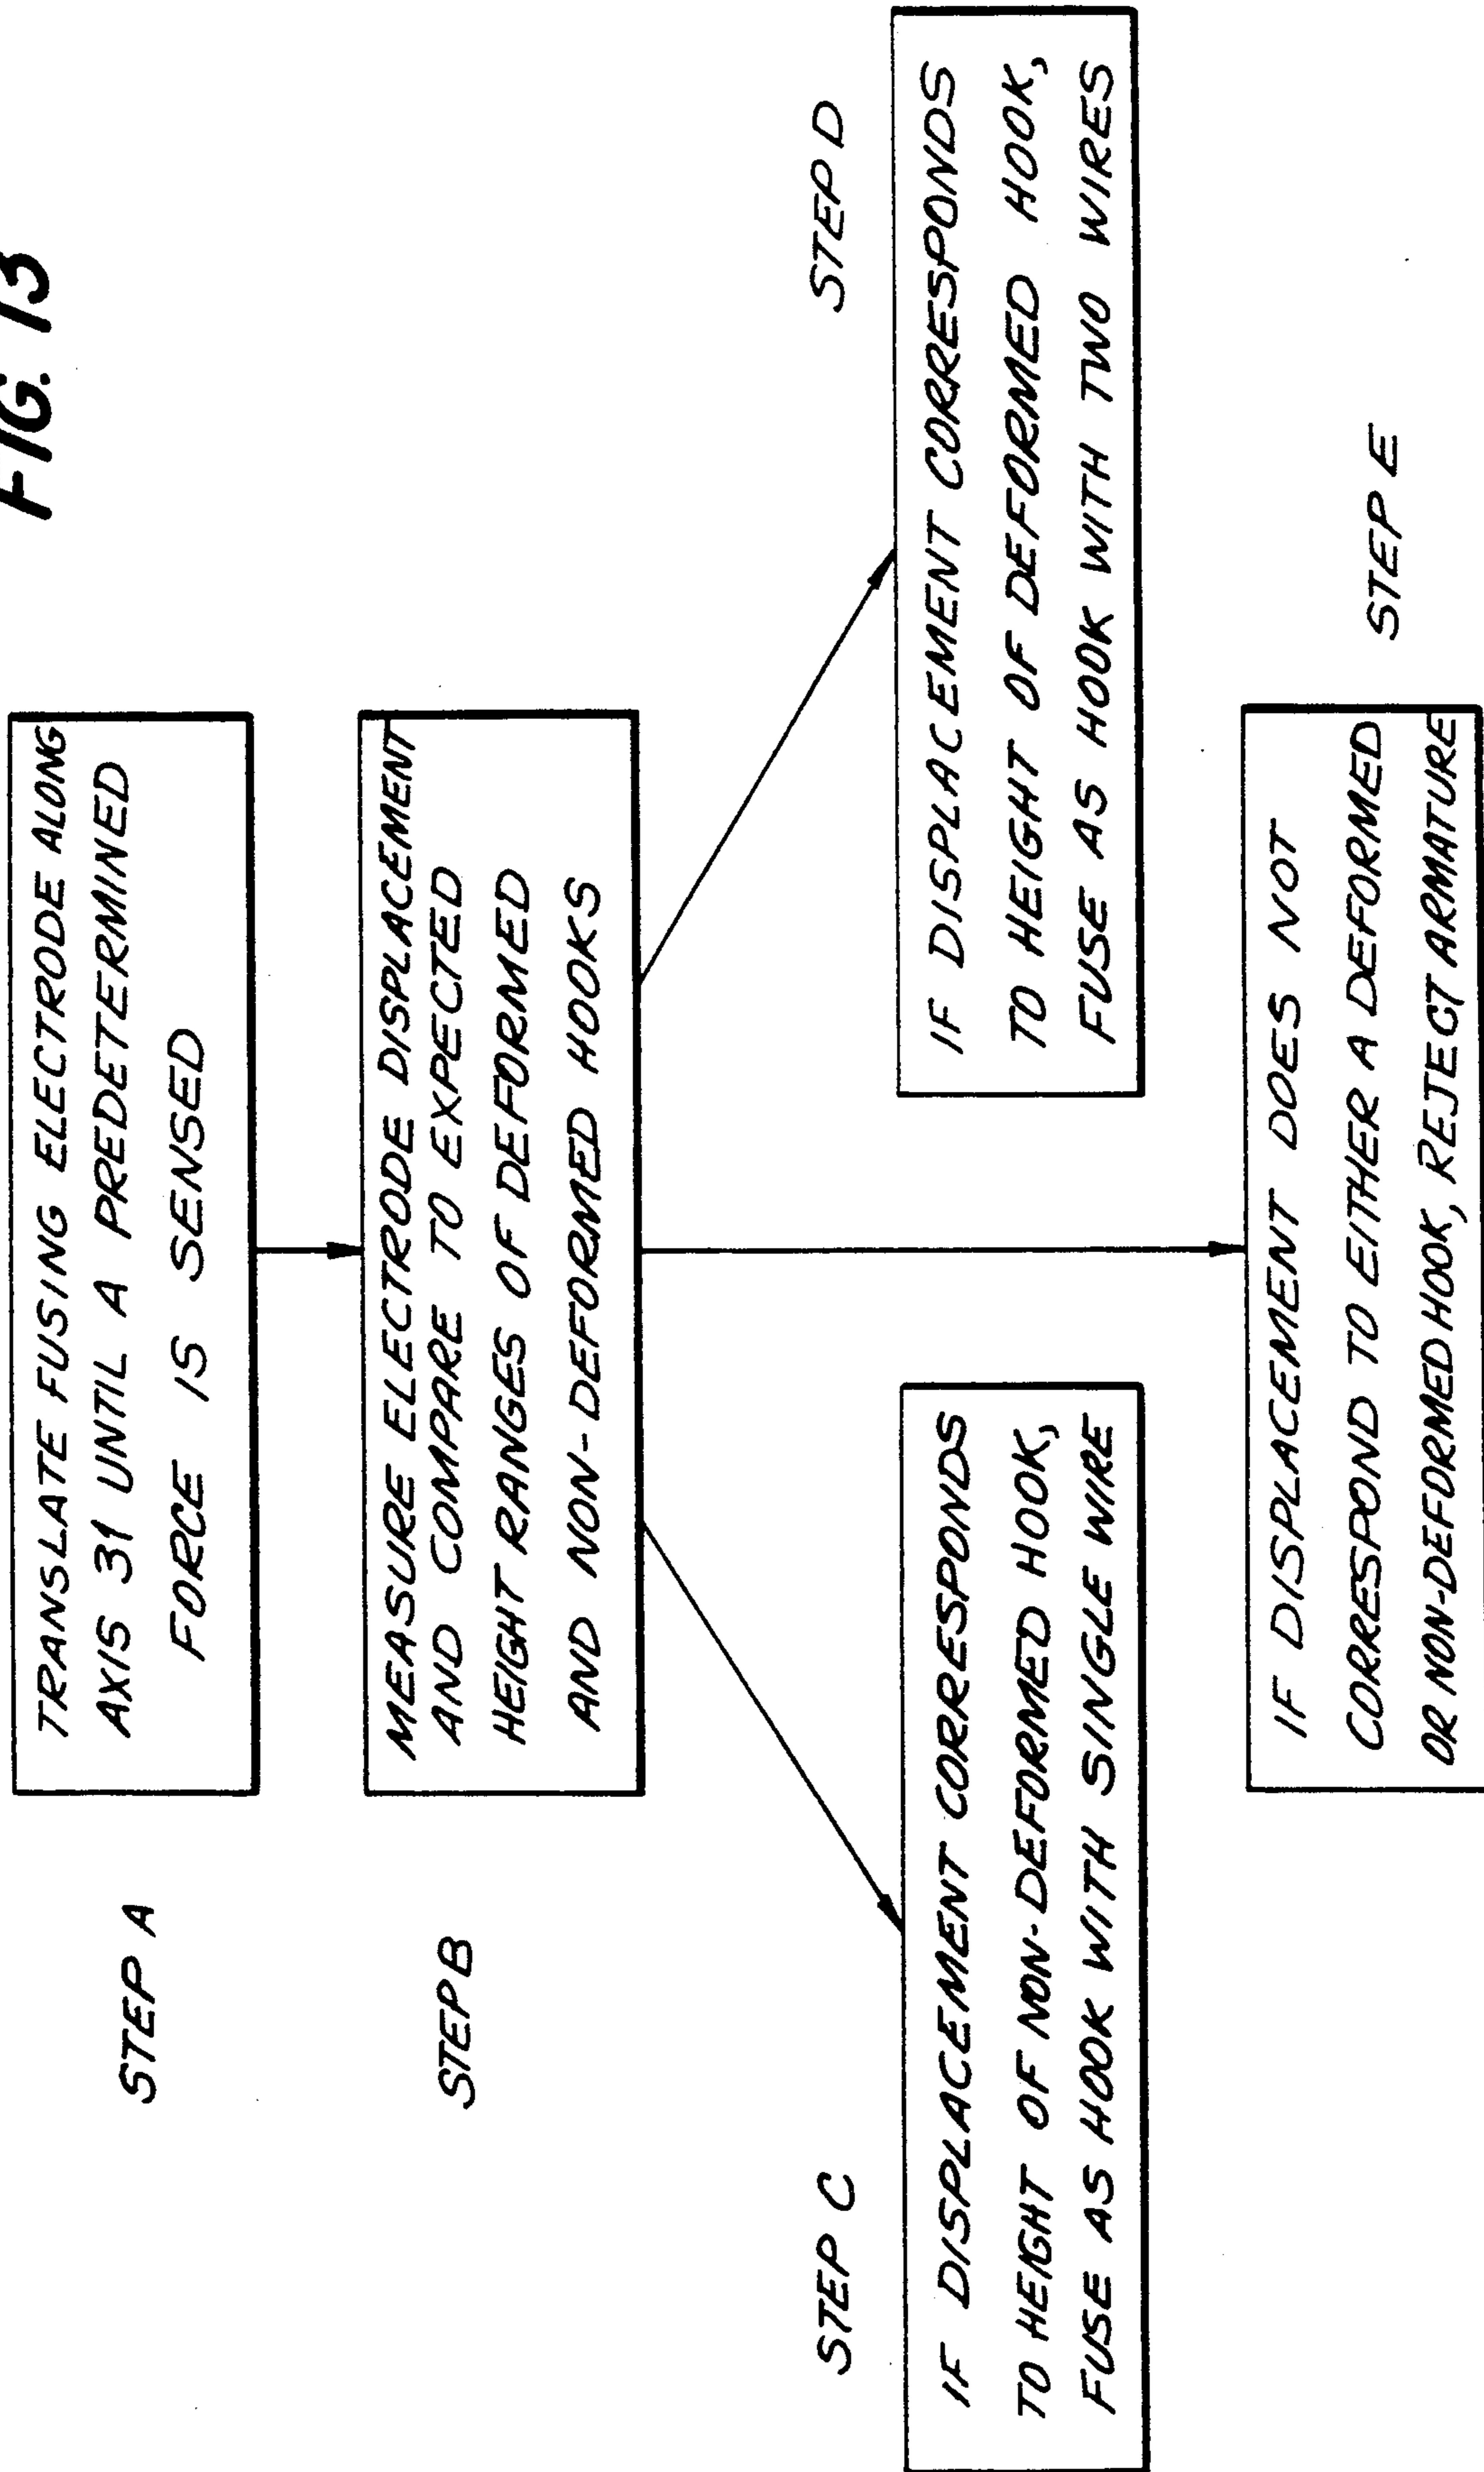 FIG. 13
STEP A
TRANSLATE FUSING ELECTRODE ALONG
AXIS 31 UNTIL A PREDETERMINED
FORCE IS SENSED
STEP B
MEASURE ELECTRODE DISPLACEMENT
AND COMPARE TO EXPECTED
HEIGHT RANGES OF DEFORMED
AND NON-DEFORMED HOOKS
STEP C
IF DISPLACEMENT CORRESPONDS
TO HEIGHT OF NON-DEFORMED HOOK,
FUSE AS HOOK WITH SINGLE WIRE
STEP D
IF DISPLACEMENT CORRESPONDS
TO HEIGHT OF DEFORMED HOOK,
FUSE AS HOOK WITH TWO WIRES
STEP E
IF DISPLACEMENT DOES NOT
CORRESPOND TO EITHER A DEFORMED
OR NON-DEFORMED HOOK, REJECT ARMATURE